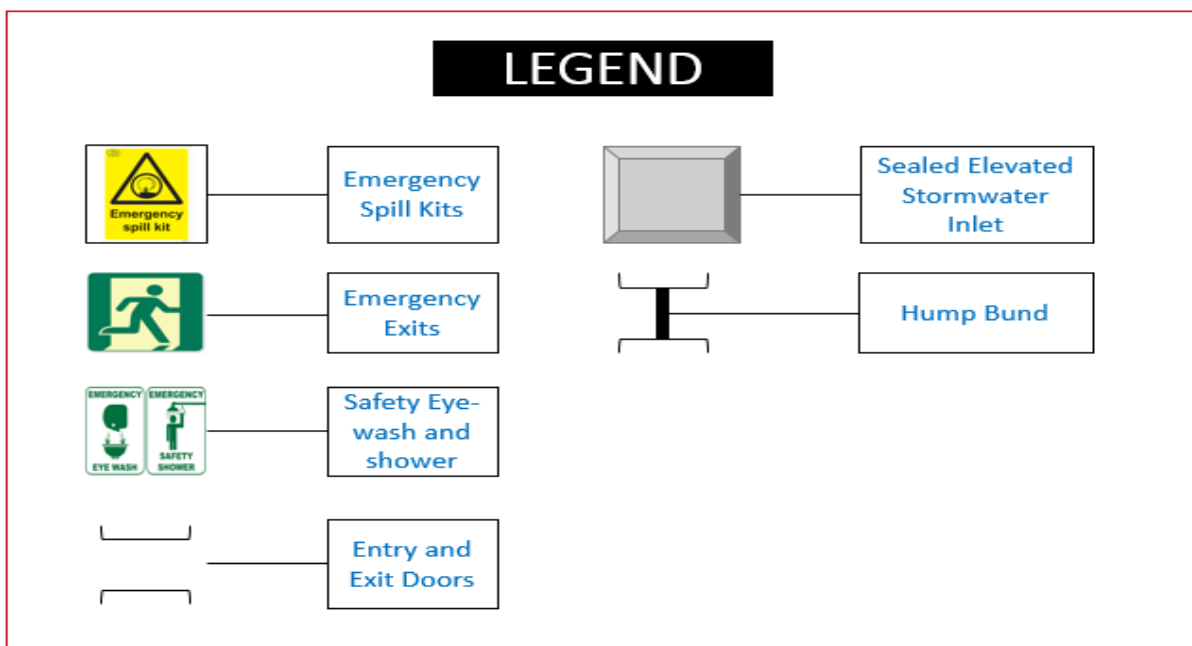 LEGEND
Emergency
spill kit
Emergency
Spill Kits
Sealed Elevated
Stormwater
Inlet
Emergency
Exits
Hump Bund
EMERGENCY
EYE WASH
EMERGENCY
SAFETY
SHOWER
Safety Eye-
wash and
shower
Entry and
Exit Doors